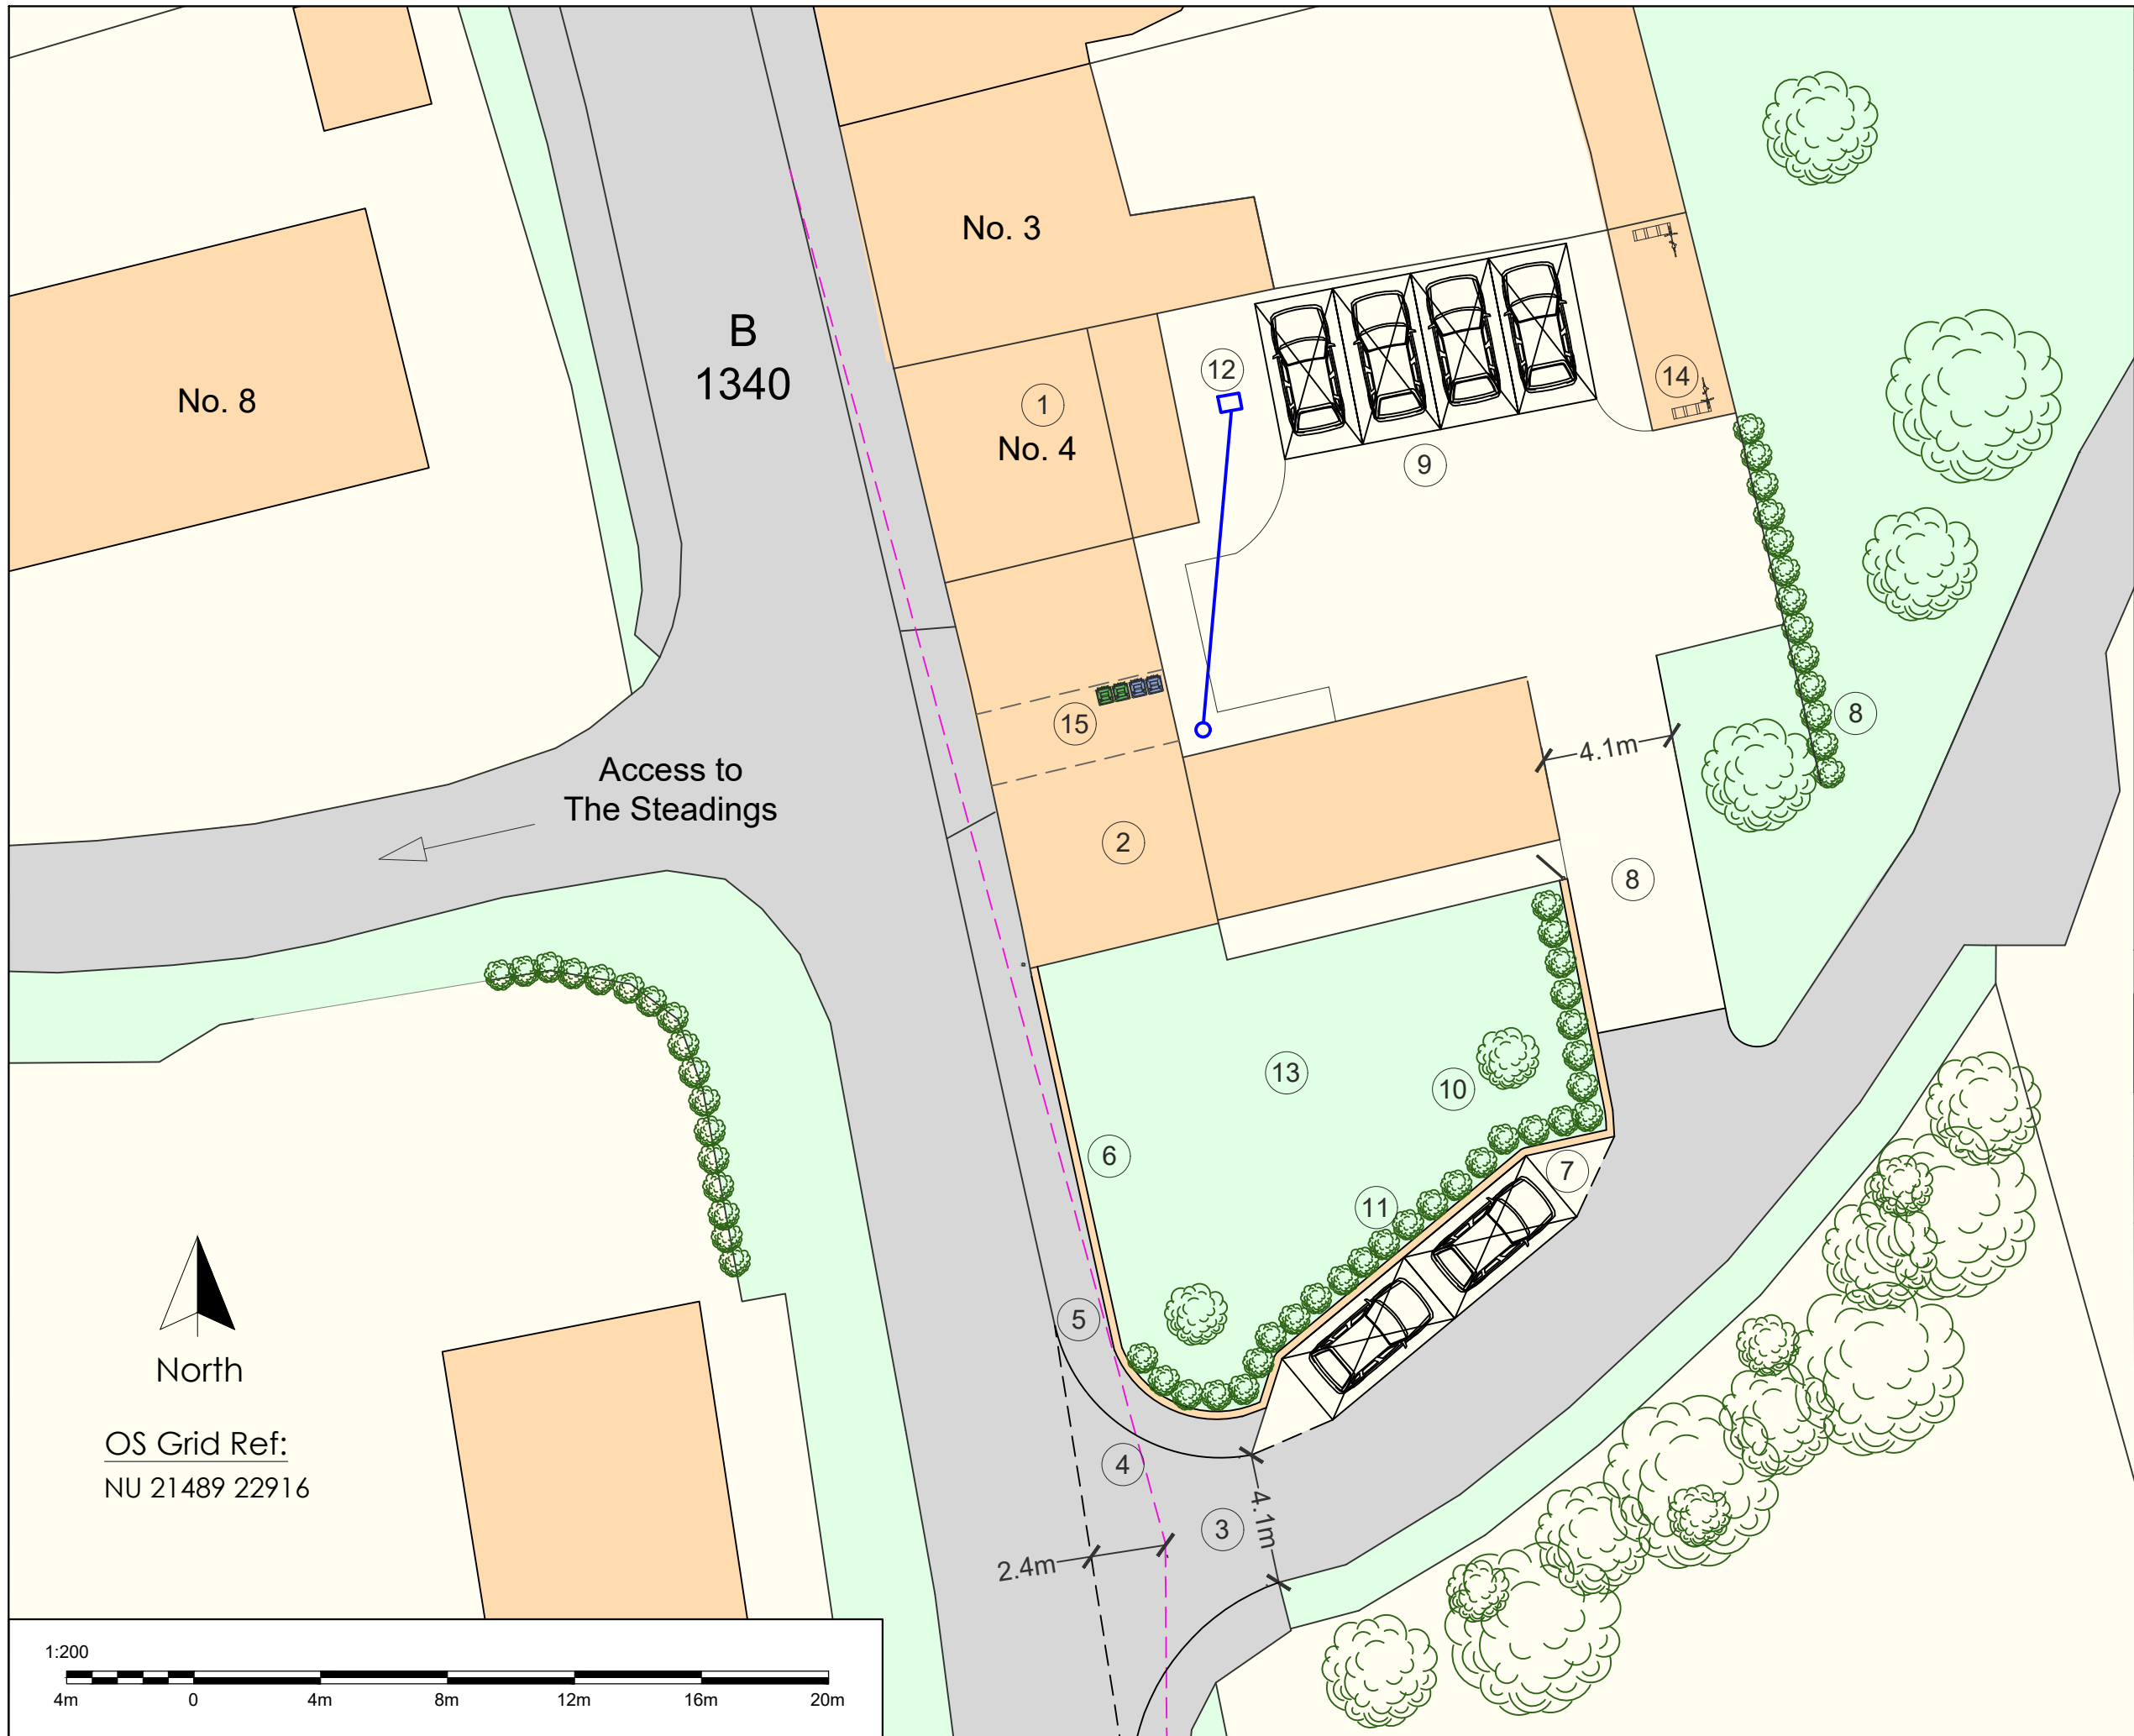 No. 3
B
1340
No. 8
12
1
No. 4
14
9
15
8
4.1m
Access to
The Steadings
2
8
13
10
6
7
11
5
North
OS Grid Ref:
NU 21489 22916
4
3
4.1m
2.4m
1:200
4m 0 4m 8m 12m 16m 20m